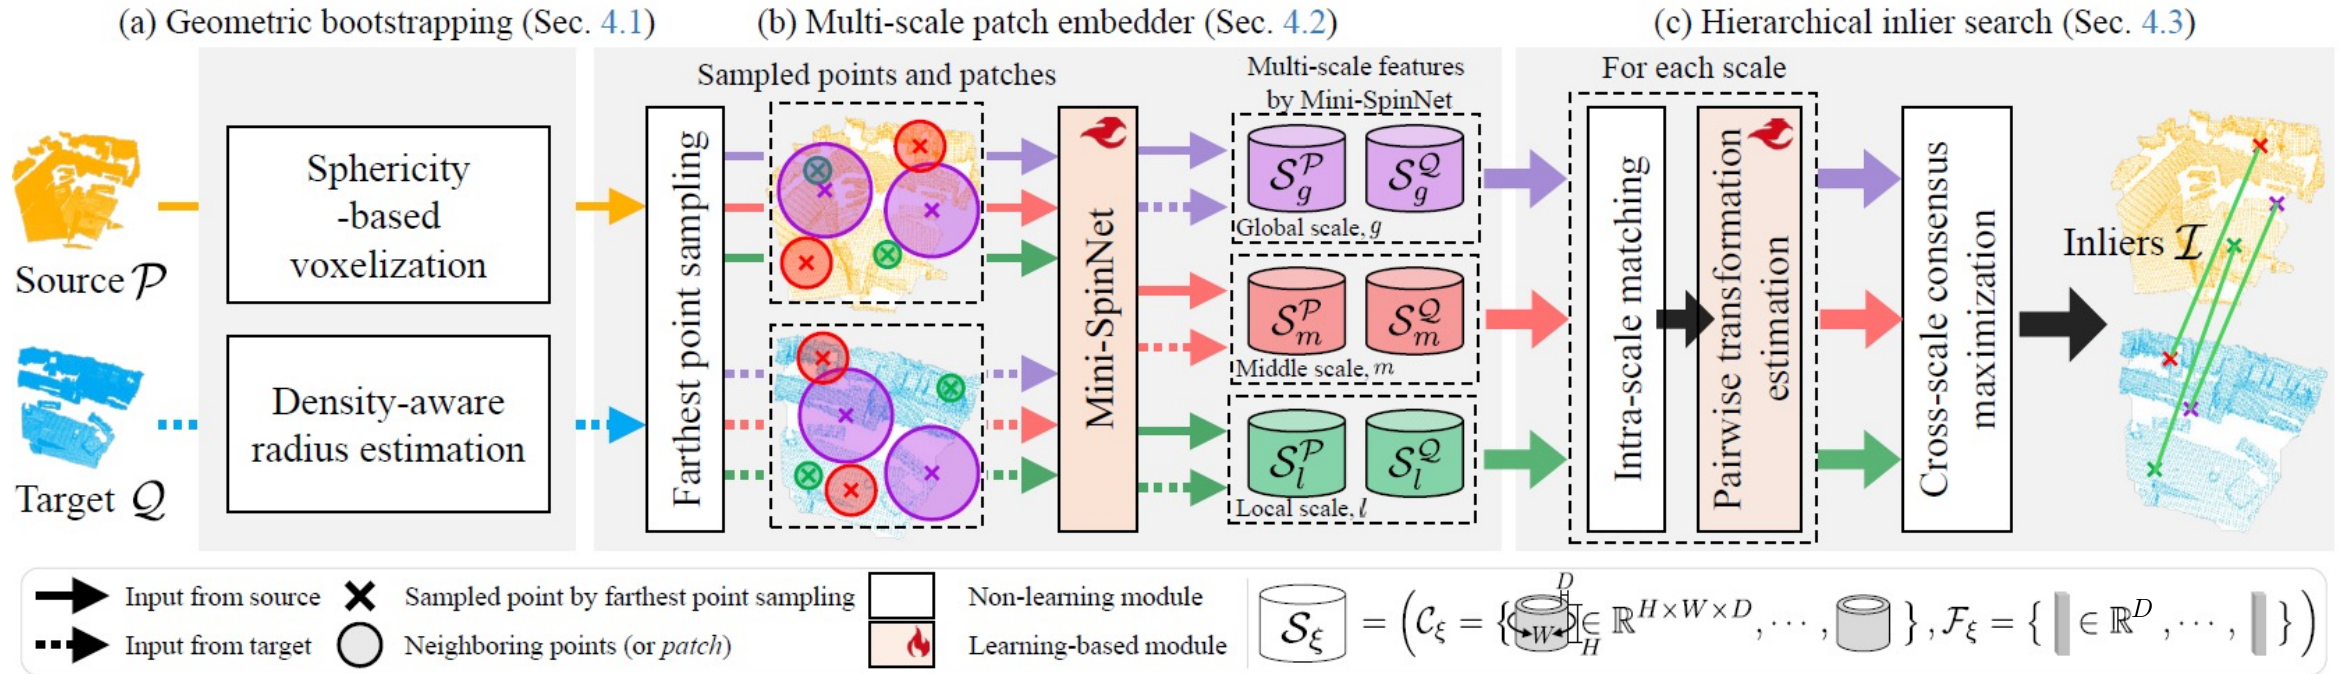 (a) Geometric bootstrapping (Sec. 4.1)
(b) Multi-scale patch embedder (Sec. 4.2)
(c) Hierarchical inlier search (Sec. 4.3)
Source 𝒫
Target 𝒬
Sphericity
-based
voxelization
Density-aware
radius estimation
Farthest point sampling
Sampled points and patches
Mini-SpinNet
Multi-scale features
by Mini-SpinNet
𝒮_g^𝒫 𝒮_g^𝒬
Global scale, g
𝒮_m^𝒫 𝒮_m^𝒬
Middle scale, m
𝒮_l^𝒫 𝒮_l^𝒬
Local scale, l
For each scale
Intra-scale matching
Pairwise transformation
estimation
Cross-scale consensus
maximization
Inliers ℐ
Input from source
Input from target
Sampled point by farthest point sampling
Neighboring points (or patch)
Non-learning module
Learning-based module
𝒮_ξ = ( 𝒞_ξ = { D W H ∈ ℝ^{H×W×D}, ⋯ , } , ℱ_ξ = { ∈ ℝ^D , ⋯ , } )